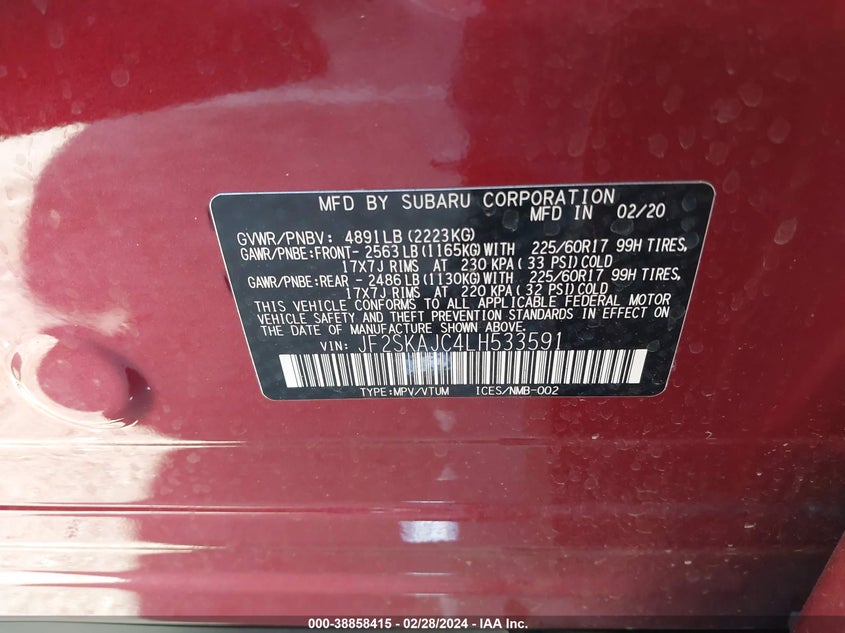 MFD BY SUBARU CORPORATION
MFD IN 02/20
GVWR/PNBV: 4891LB(2223KG)
GAWR/PNBE:FRONT- 2563LB(1165KG)WITH 225/60R17 99H TIRES,
17X7J RIMS AT 230 KPA( 33 PSI)COLD
GAWR/PNBE:REAR - 2486LB(1130KG)WITH 225/60R17 99H TIRES,
17X7J RIMS AT 220 KPA( 32 PSI)COLD
THIS VEHICLE CONFORMS TO ALL APPLICABLE FEDERAL MOTOR
VEHICLE SAFETY AND THEFT PREVENTION STANDARDS IN EFFECT ON
THE DATE OF MANUFACTURE SHOWN ABOVE.
VIN: JF2SKAJC4LH533591
TYPE:MPV/VTUM ICES/NMB-002
000-38858415 - 02/28/2024 - IAA Inc.